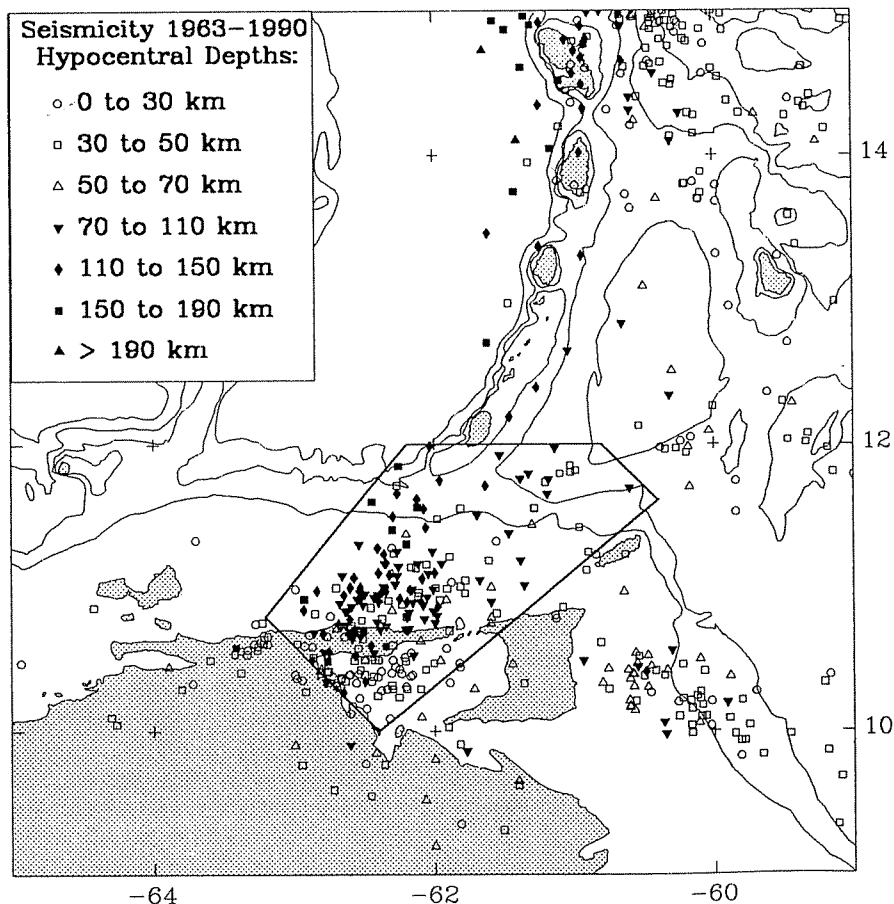 Seismicity 1963-1990
Hypocentral Depths:
0 to 30 km
30 to 50 km
50 to 70 km
70 to 110 km
110 to 150 km
150 to 190 km
> 190 km
14
12
10
-64
-62
-60